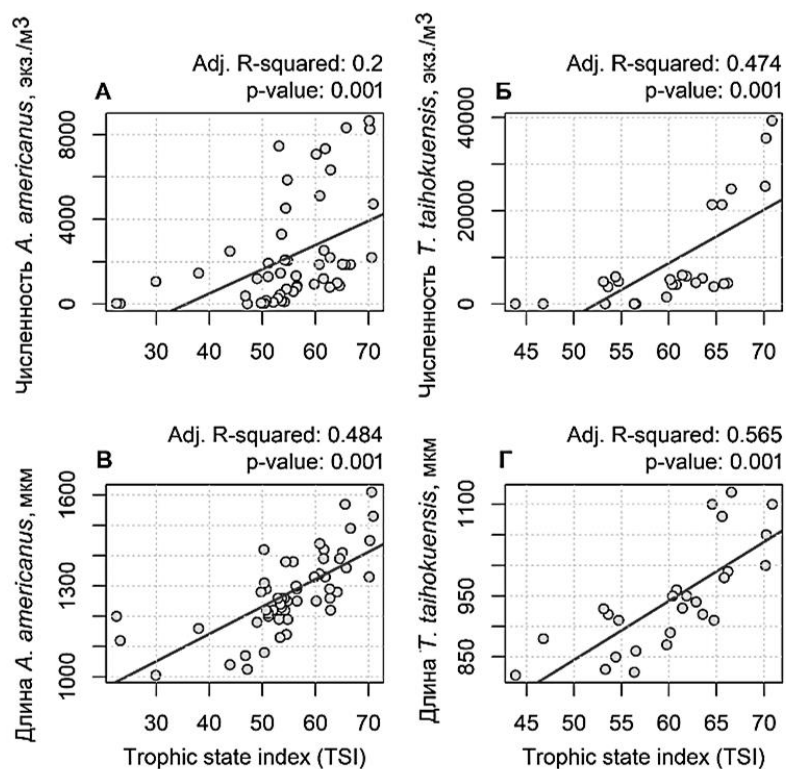 Adj. R-squared: 0.2
p-value: 0.001
А
Численность A. americanus, экз./м3
8000
4000
0
30 40 50 60 70
Adj. R-squared: 0.474
p-value: 0.001
Б
Численность T. taihokuensis, экз./м3
40000
20000
0
45 50 55 60 65 70
Adj. R-squared: 0.484
p-value: 0.001
В
Длина A. americanus, мкм
1600
1300
1000
30 40 50 60 70
Trophic state index (TSI)
Adj. R-squared: 0.565
p-value: 0.001
Г
Длина T. taihokuensis, мкм
1100
950
850
45 50 55 60 65 70
Trophic state index (TSI)